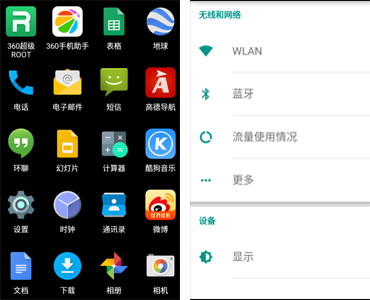 360超级
ROOT
360手机助手
表格
地球
电话
电子邮件
短信
高德导航
环聊
幻灯片
计算器
酷狗音乐
设置
时钟
通讯录
微博
文档
下载
相册
相机
无线和网络
WLAN
蓝牙
流量使用情况
更多
设备
显示